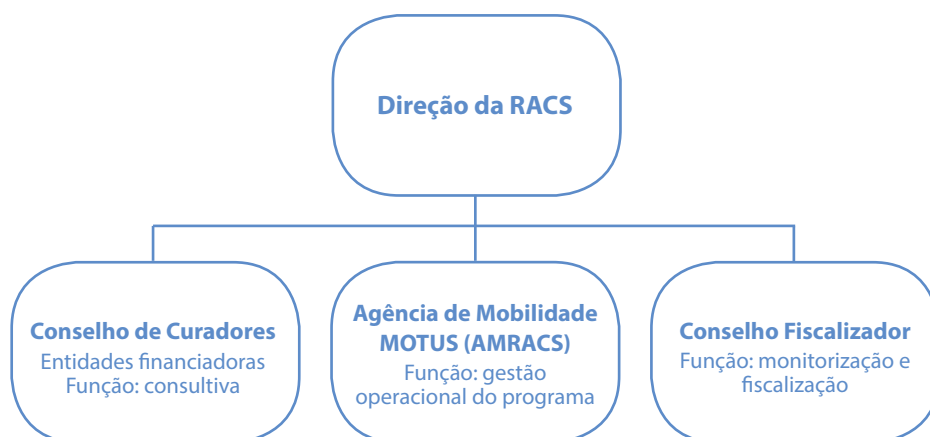 Direção da RACS
Conselho de Curadores
Entidades financiadoras
Função: consultiva
Agência de Mobilidade
MOTUS (AMRACS)
Função: gestão
operacional do programa
Conselho Fiscalizador
Função: monitorização e
fiscalização